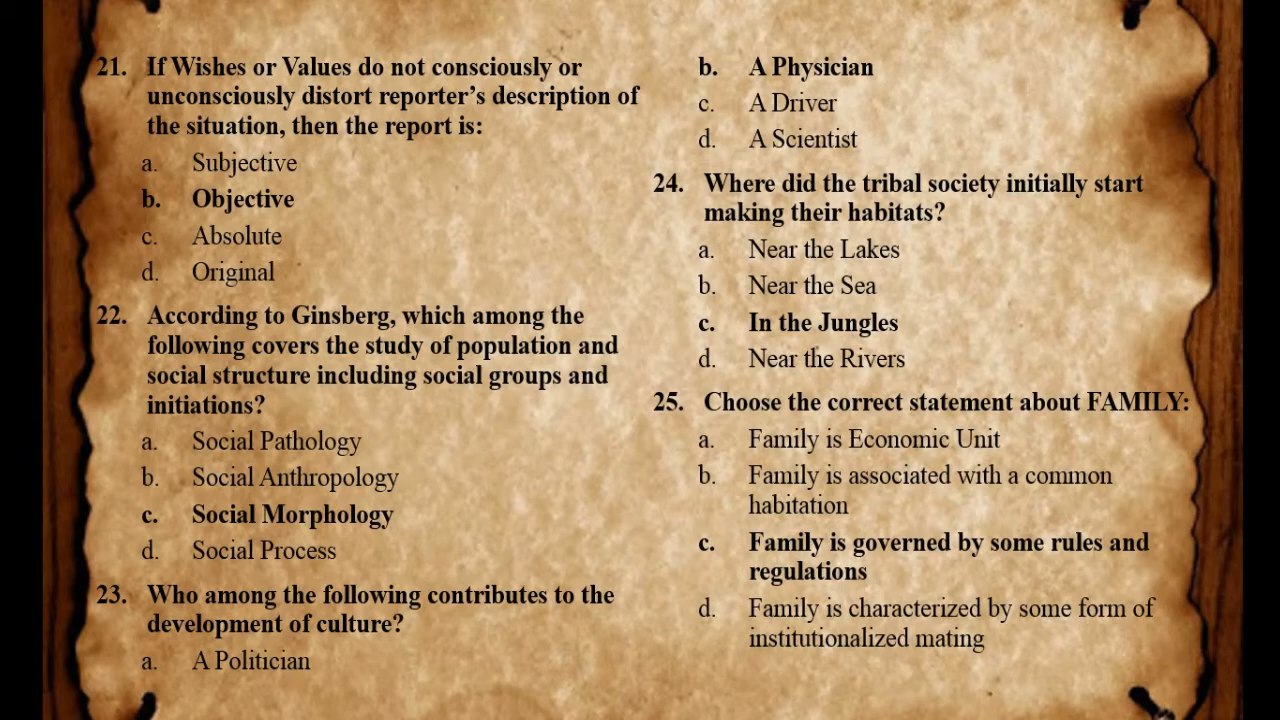 21. If Wishes or Values do not consciously or
unconsciously distort reporter's description of
the situation, then the report is:
a. Subjective
b. Objective
c. Absolute
d. Original
22. According to Ginsberg, which among the
following covers the study of population and
social structure including social groups and
initiations?
a. Social Pathology
b. Social Anthropology
c. Social Morphology
d. Social Process
23. Who among the following contributes to the
development of culture?
a. A Politician
b. A Physician
c. A Driver
d. A Scientist
24. Where did the tribal society initially start
making their habitats?
a. Near the Lakes
b. Near the Sea
c. In the Jungles
d. Near the Rivers
25. Choose the correct statement about FAMILY:
a. Family is Economic Unit
b. Family is associated with a common
habitation
c. Family is governed by some rules and
regulations
d. Family is characterized by some form of
institutionalized mating